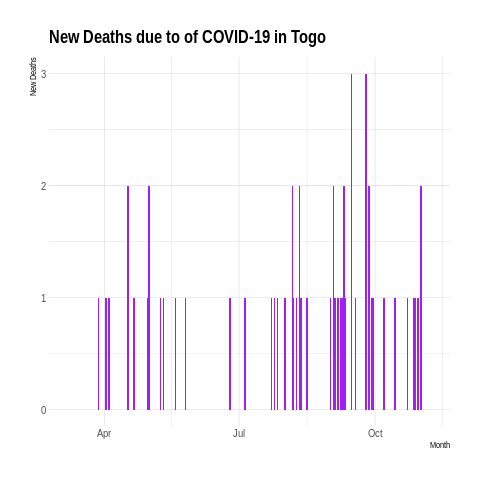 New Deaths due to of COVID-19 in Togo
New Deaths
3
2
1
0
Apr
Jul
Oct
Month